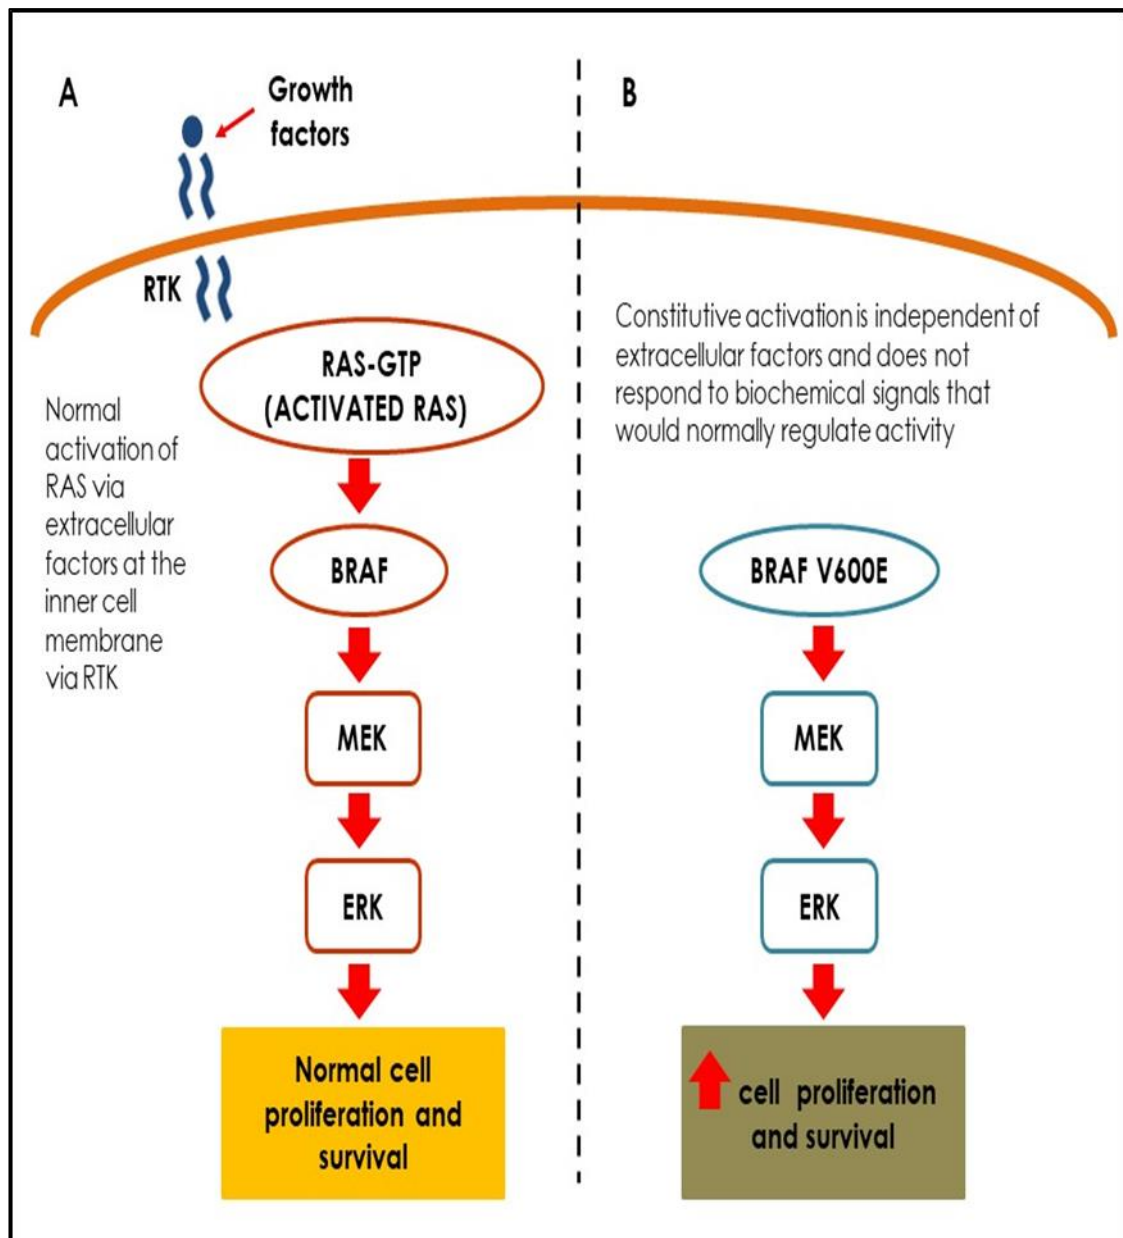 A
Growth
factors
RTK
RAS-GTP
(ACTIVATED RAS)
Normal
activation of
RAS via
extracellular
factors at the
inner cell
membrane
via RTK
BRAF
MEK
ERK
Normal cell
proliferation and
survival
B
Constitutive activation is independent of
extracellular factors and does not
respond to biochemical signals that
would normally regulate activity
BRAF V600E
MEK
ERK
cell proliferation
and survival